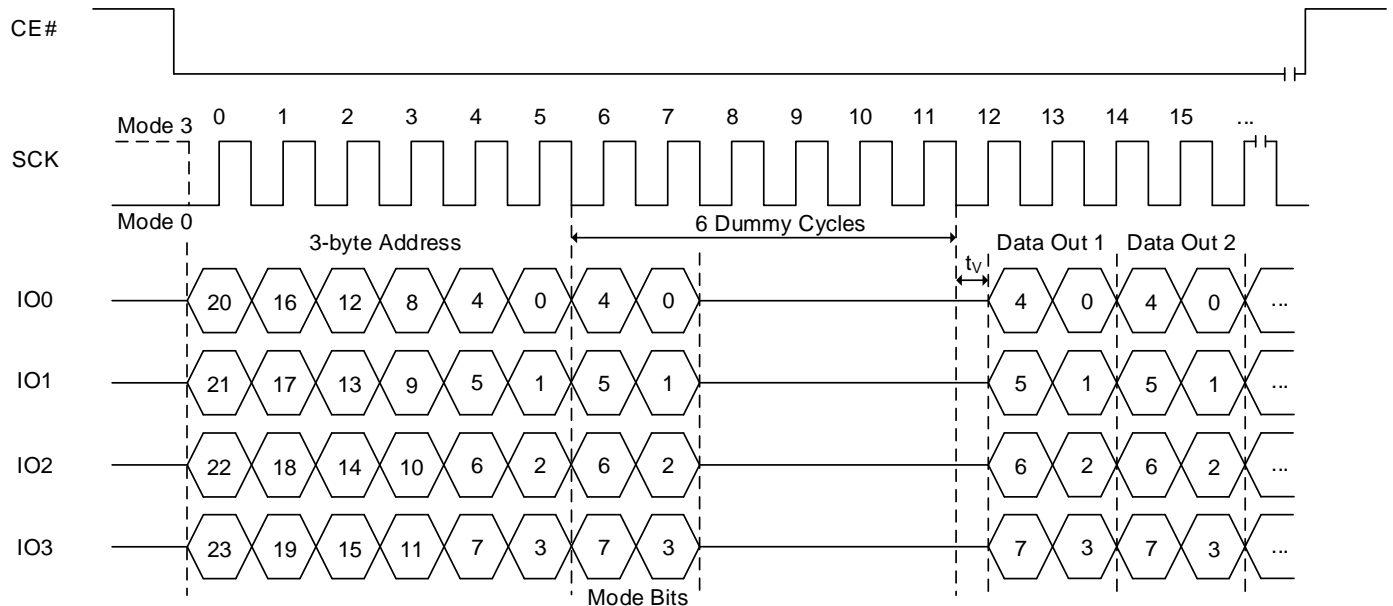 CE#
0 1 2 3 4 5 6 7 8 9 10 11 12 13 14 15 ...
Mode 3
SCK
Mode 0
6 Dummy Cycles
3-byte Address
Data Out 1 Data Out 2
tV
IO0 20 16 12 8 4 0 4 0 4 0 4 0 ...
IO1 21 17 13 9 5 1 5 1 5 1 5 1 ...
IO2 22 18 14 10 6 2 6 2 6 2 6 2 ...
IO3 23 19 15 11 7 3 7 3 7 3 7 3 ...
Mode Bits